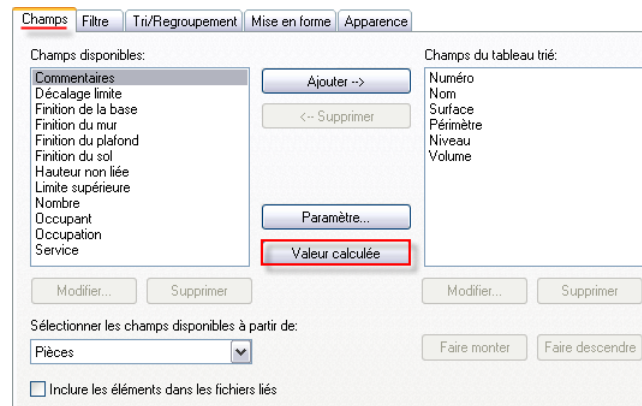 Champs Filtre Tri/Regroupement Mise en forme Apparence
Champs disponibles:
Commentaires
Décalage limite
Finition de la base
Finition du mur
Finition du plafond
Finition du sol
Hauteur non liée
Limite supérieure
Nombre
Occupant
Occupation
Service
Modifier... Supprimer
Ajouter -->
<-- Supprimer
Paramètre...
Valeur calculée
Champs du tableau trié:
Numéro
Nom
Surface
Périmètre
Niveau
Volume
Modifier... Supprimer
Faire monter Faire descendre
Sélectionner les champs disponibles à partir de:
Pièces
Inclure les éléments dans les fichiers liés